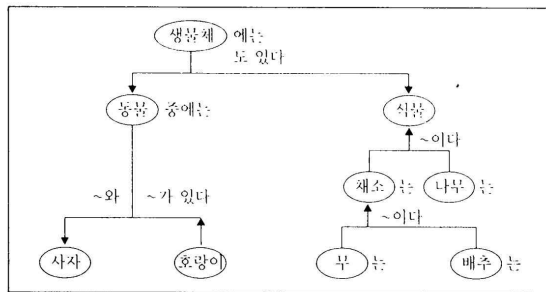 생물체 에는
도 있다
동물 중에는
식물
~이다
채소 는 나무 는
~와 ~가 있다
~이다
사자 호랑이 무 는 배추 는